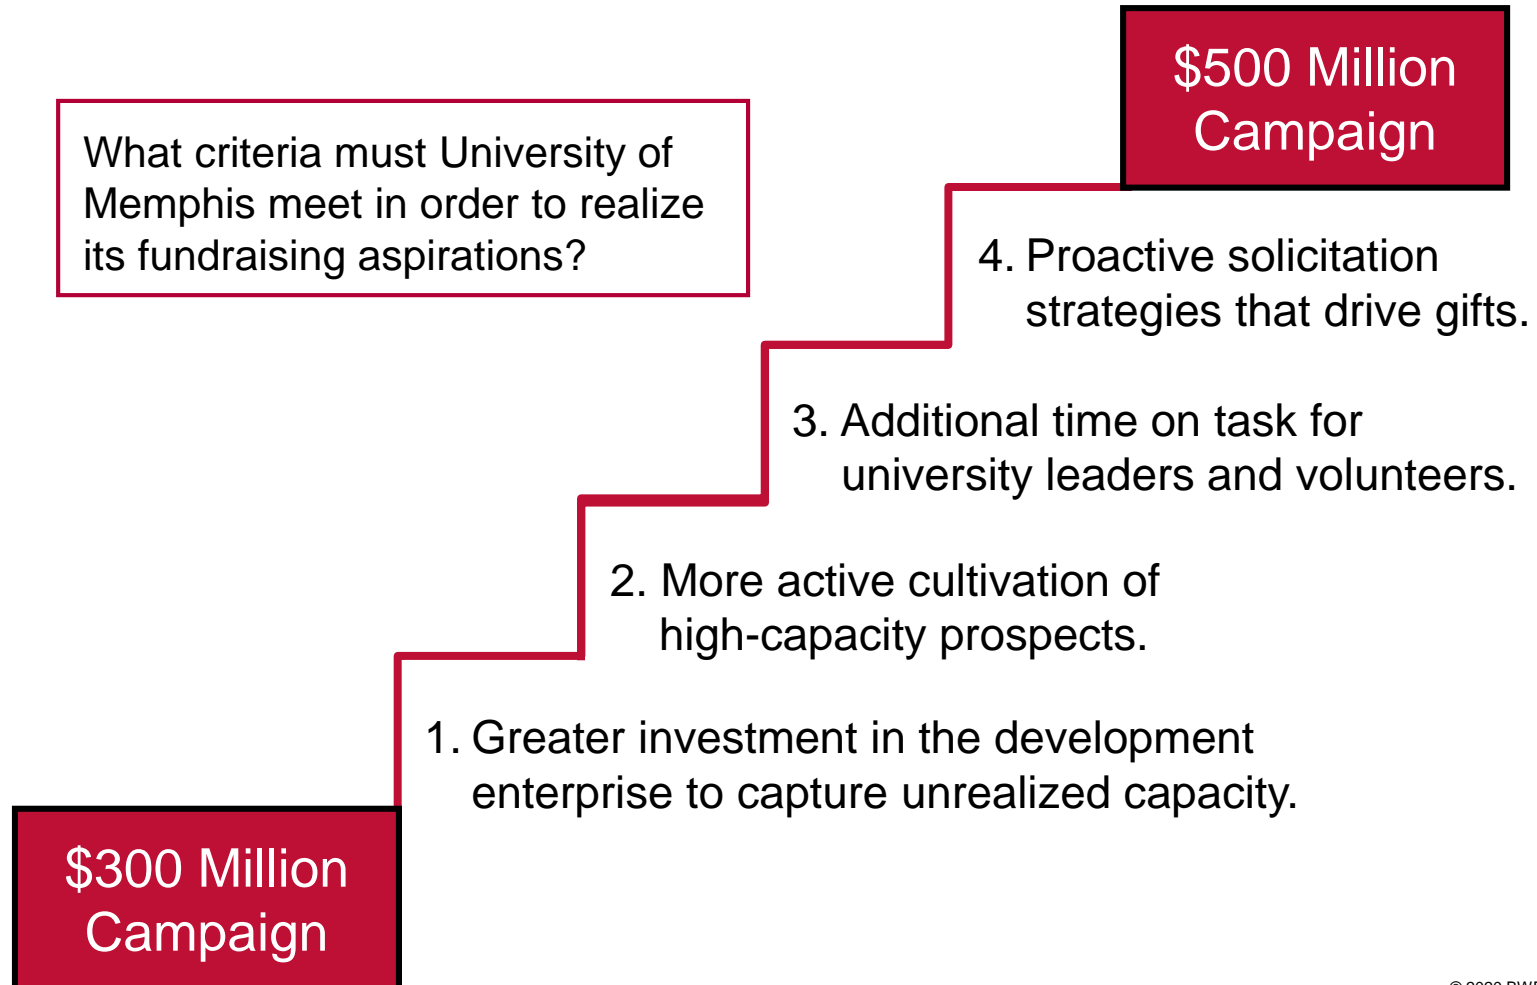 $500 Million
Campaign
What criteria must University of
Memphis meet in order to realize
its fundraising aspirations?
4. Proactive solicitation
strategies that drive gifts.
3. Additional time on task for
university leaders and volunteers.
2. More active cultivation of
high-capacity prospects.
1. Greater investment in the development
enterprise to capture unrealized capacity.
$300 Million
Campaign